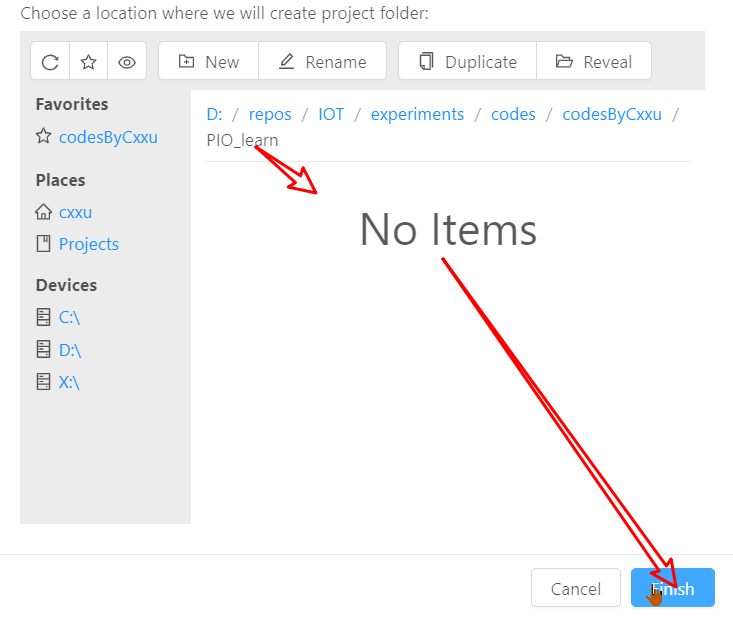 Choose a location where we will create project folder:
New Rename Duplicate Reveal
Favorites
codesByCxxu
Places
cxxu
Projects
Devices
C:\
D:\
X:\
D: / repos / IOT / experiments / codes / codesByCxxu /
PIO_learn
No Items
Cancel Finish